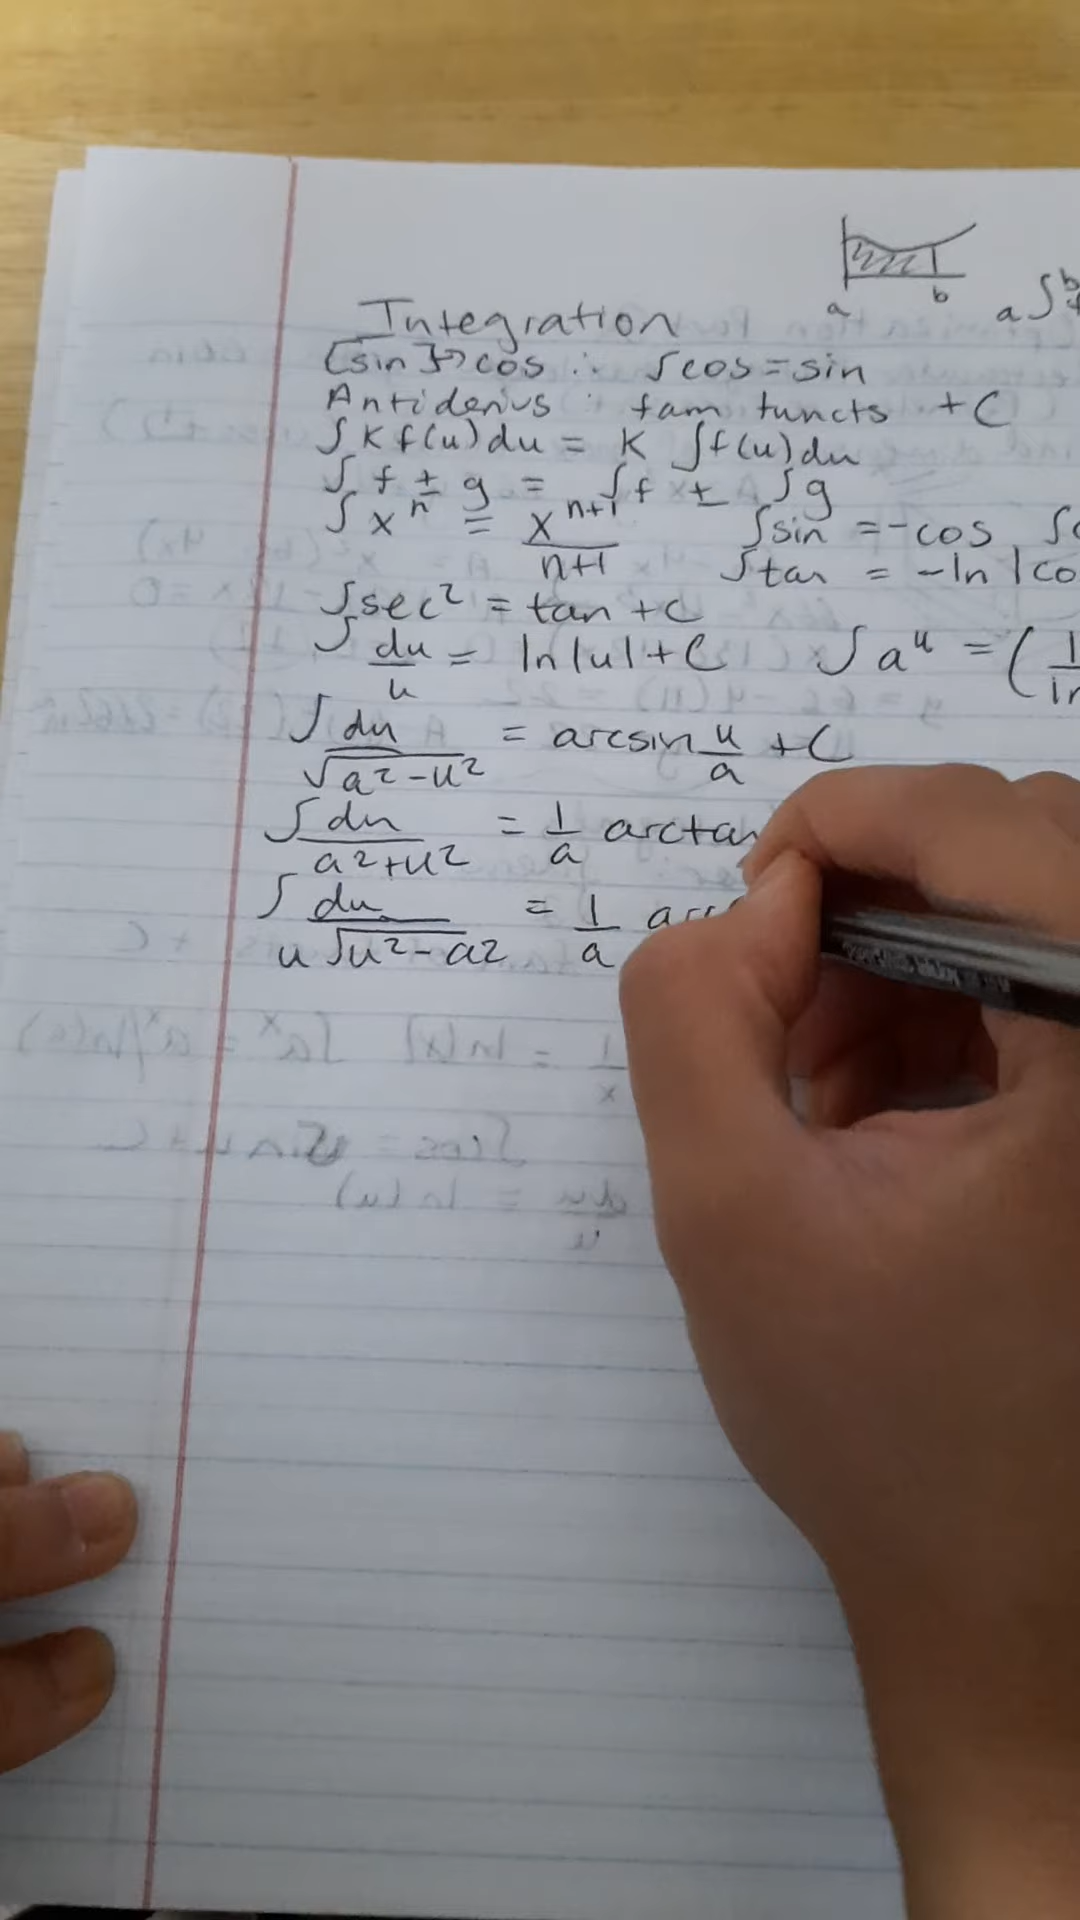 a b a ∫ b
Integration
[sin]→cos ∴ ∫cos=sin
Antiderivs : fam functs +C
∫ K f(u)du = K ∫f(u)du
∫ f ± g = ∫f ± ∫g
∫ x^n = x^(n+1)/(n+1) ∫sin = -cos
∫tan = -ln |co
∫sec² = tan +C
∫ du/u = ln|u|+C ∫ a^u = (1/ln
∫ du/√(a²-u²) = arcsin u/a +C
∫ du/(a²+u²) = 1/a arctan
∫ du/(u√(u²-a²)) = 1/a